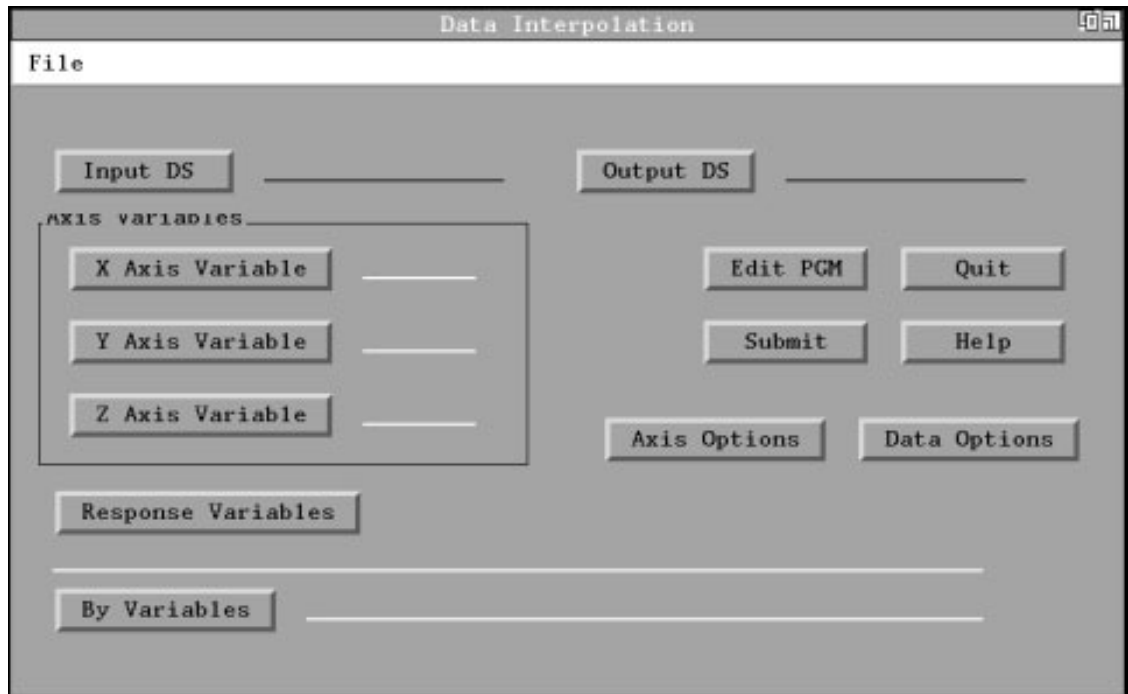 Data Interpolation
File
Input DS
Output DS
Axis Variables
X Axis Variable
Edit PGM
Quit
Y Axis Variable
Submit
Help
Z Axis Variable
Axis Options
Data Options
Response Variables
By Variables